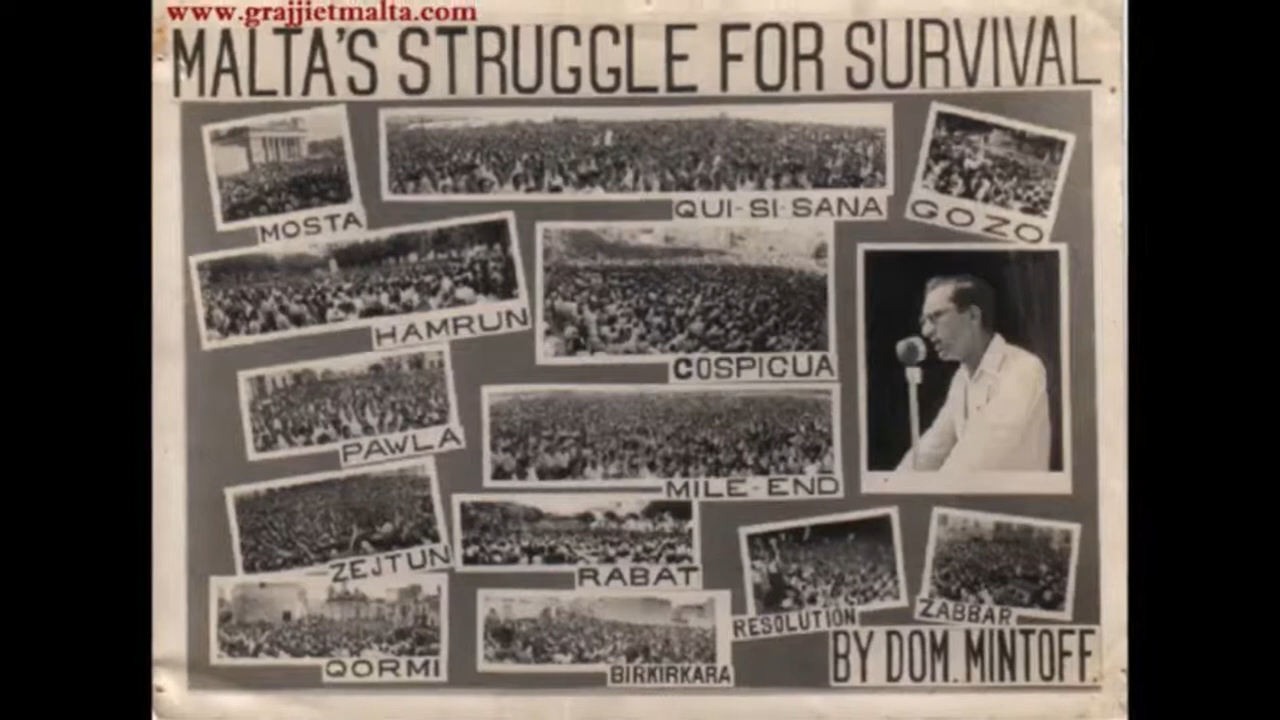 www.grajjietmalta.com
MALTA'S STRUGGLE FOR SURVIVAL
MOSTA
QUI-SI-SANA
GOZO
HAMRUN
COSPICUA
PAWLA
MILE-END
ZEJTUN
RABAT
RESOLUTION
ZABBAR
QORMI
BIRKIRKARA
BY DOM. MINTOFF.